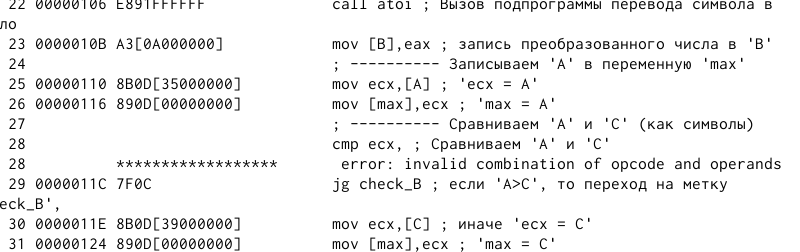 22 00000106 E891FFFFFF call atoi ; Вызов подпрограммы перевода символа в
ло
23 0000010B A3[0A000000] mov [B],eax ; запись преобразованного числа в 'B'
24 ; ---------- Записываем 'A' в переменную 'max'
25 00000110 8B0D[35000000] mov ecx,[A] ; 'ecx = A'
26 00000116 890D[00000000] mov [max],ecx ; 'max = A'
27 ; ---------- Сравниваем 'A' и 'С' (как символы)
28 cmp ecx, ; Сравниваем 'A' и 'С'
28 ****************** error: invalid combination of opcode and operands
29 0000011C 7F0C jg check_B ; если 'A>C', то переход на метку
eck_B',
30 0000011E 8B0D[39000000] mov ecx,[C] ; иначе 'ecx = C'
31 00000124 890D[00000000] mov [max],ecx ; 'max = C'